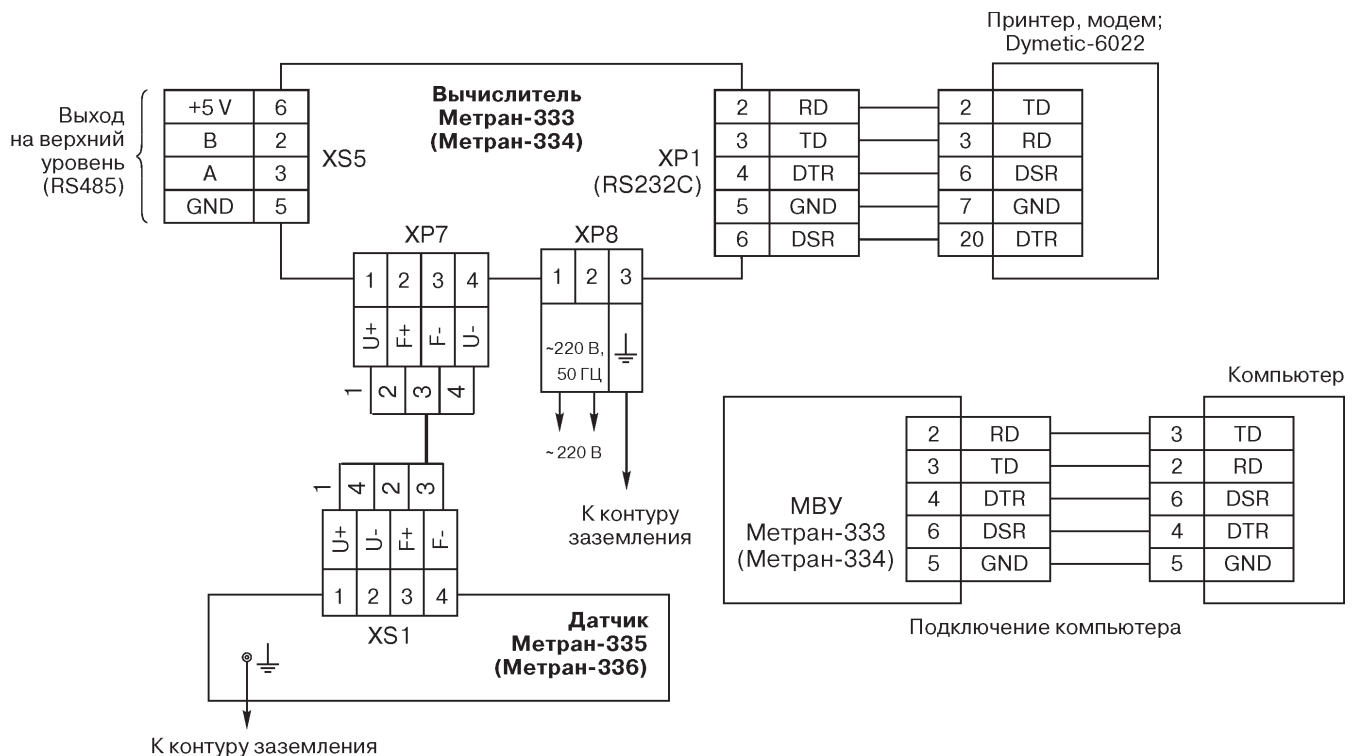 Принтер, модем;
Dymetic-6022
Выход
на верхний
уровень
(RS485)
+5 V 6
B 2
A 3
GND 5
XS5
Вычислитель
Метран-333
(Метран-334)
XP1
(RS232C)
2 RD
3 TD
4 DTR
5 GND
6 DSR
2 TD
3 RD
6 DSR
7 GND
20 DTR
XP7
1 2 3 4
U+ F+ F- U-
1 2 3 4
XP8
1 2 3
~220 В,
50 ГЦ
~220 В
К контуру
заземления
1 4 2 3
U+ U- F+ F-
1 2 3 4
XS1
Датчик
Метран-335
(Метран-336)
К контуру заземления
Компьютер
МВУ
Метран-333
(Метран-334)
2 RD
3 TD
4 DTR
6 DSR
5 GND
3 TD
2 RD
6 DSR
4 DTR
5 GND
Подключение компьютера